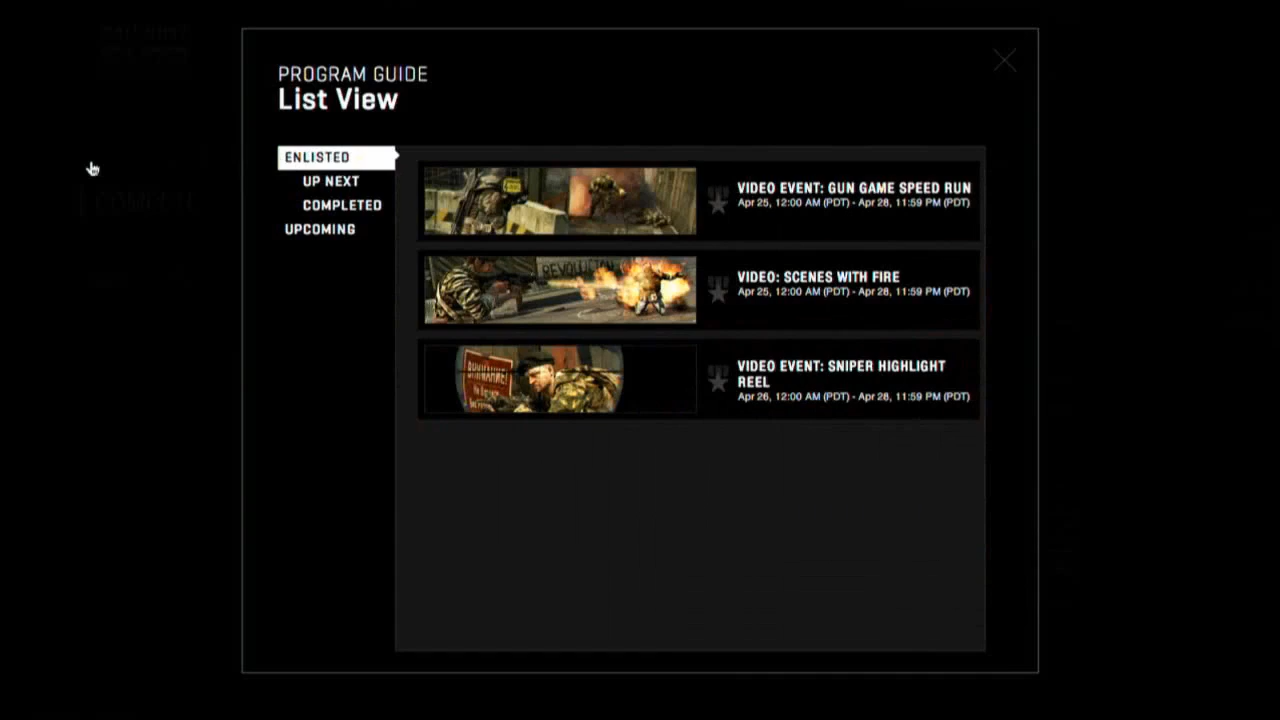 PROGRAM GUIDE
List View
ENLISTED
UP NEXT
COMPLETED
UPCOMING
VIDEO EVENT: GUN GAME SPEED RUN
Apr 25, 12:00 AM (PDT) - Apr 28, 11:59 PM (PDT)
REVOLUCION
VIDEO: SCENES WITH FIRE
Apr 25, 12:00 AM (PDT) - Apr 28, 11:59 PM (PDT)
VIDEO EVENT: SNIPER HIGHLIGHT
REEL
Apr 26, 12:00 AM (PDT) - Apr 28, 11:59 PM (PDT)